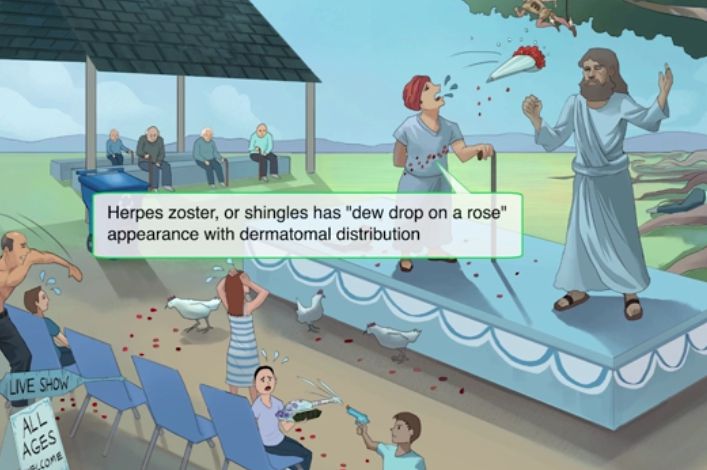 Herpes zoster, or shingles has "dew drop on a rose"
appearance with dermatomal distribution
LIVE SHOW
ALL
AGES
WELCOME